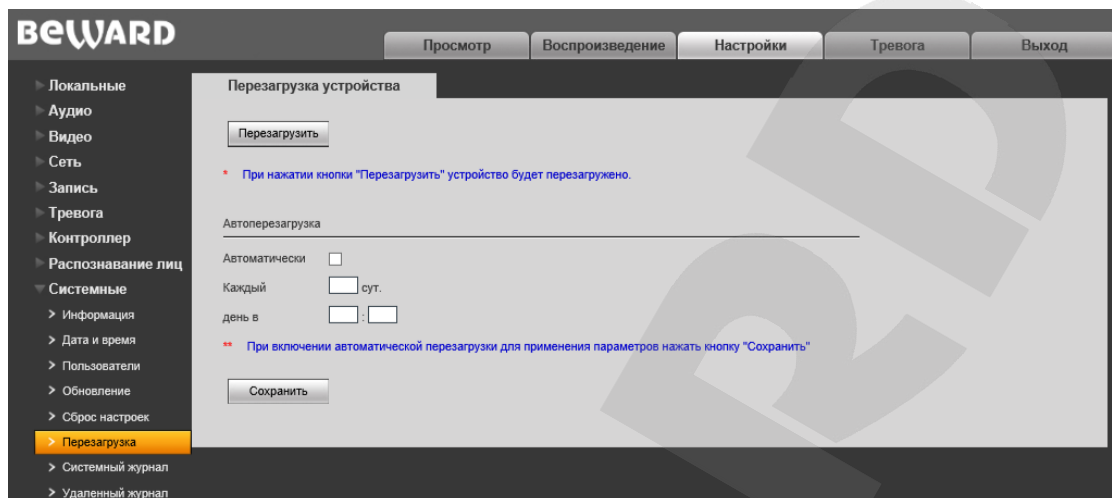 BEWARD
Просмотр
Воспроизведение
Настройки
Тревога
Выход
Локальные
Аудио
Видео
Сеть
Запись
Тревога
Контроллер
Распознавание лиц
Системные
Информация
Дата и время
Пользователи
Обновление
Сброс настроек
Перезагрузка
Системный журнал
Удаленный журнал
Перезагрузка устройства
Перезагрузить
* При нажатии кнопки "Перезагрузить" устройство будет перезагружено.
Автоперезагрузка
Автоматически
Каждый сут.
день в :
** При включении автоматической перезагрузки для применения параметров нажать кнопку "Сохранить"
Сохранить